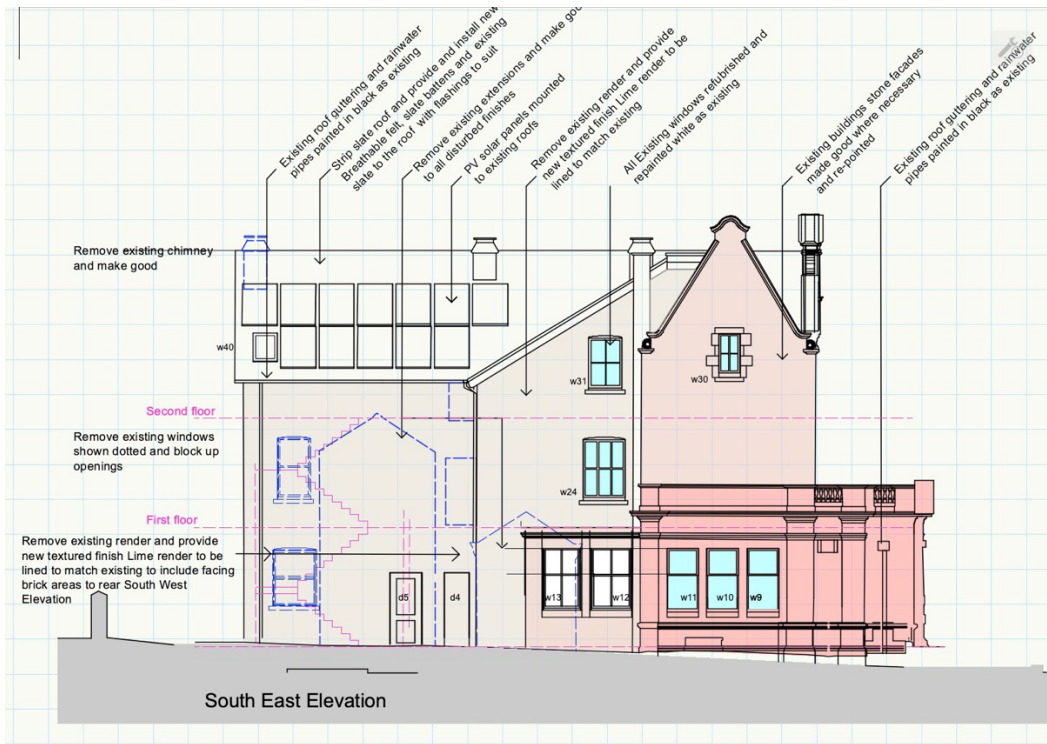 Existing roof guttering and rainwater
pipes painted in black as existing
Strip slate roof and provide and install new
Breathable felt, slate battens and existing
slate to the roof with flashings to suit
Remove existing extensions and make
to all disturbed finishes
PV solar panels mounted
to existing roofs
Remove existing render and provide
new textured finish Lime render to be
lined to match existing
All Existing windows refurbished and
repainted white as existing
Existing buildings stone facades
made good where necessary
and re-pointed
Existing roof guttering and rainwater
pipes painted in black as existing
Remove existing chimney
and make good
w40
w31
w30
Second floor
Remove existing windows
shown dotted and block up
openings
w24
First floor
Remove existing render and provide
new textured finish Lime render to be
lined to match existing to include facing
brick areas to rear South West
Elevation
d5
d4
w13
w12
w11
w10
w9
South East Elevation